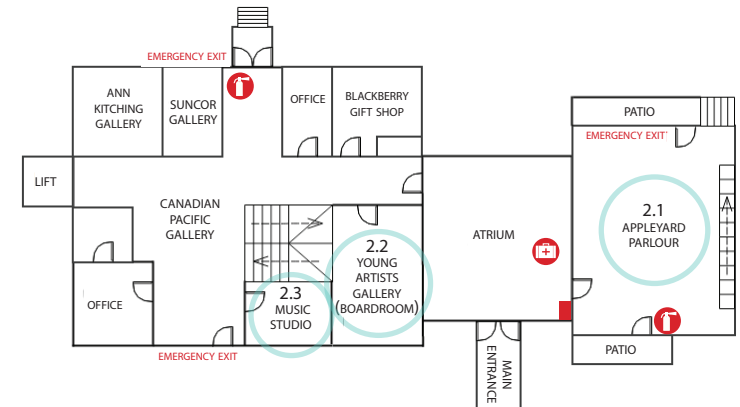 EMERGENCY EXIT
ANN
KITCHING
GALLERY
SUNCOR
GALLERY
OFFICE
BLACKBERRY
GIFT SHOP
PATIO
EMERGENCY EXIT
LIFT
CANADIAN
PACIFIC
GALLERY
2.2
YOUNG
ARTISTS
GALLERY
(BOARDROOM)
ATRIUM
2.1
APPLEYARD
PARLOUR
OFFICE
2.3
MUSIC
STUDIO
EMERGENCY EXIT
MAIN
ENTRANCE
PATIO